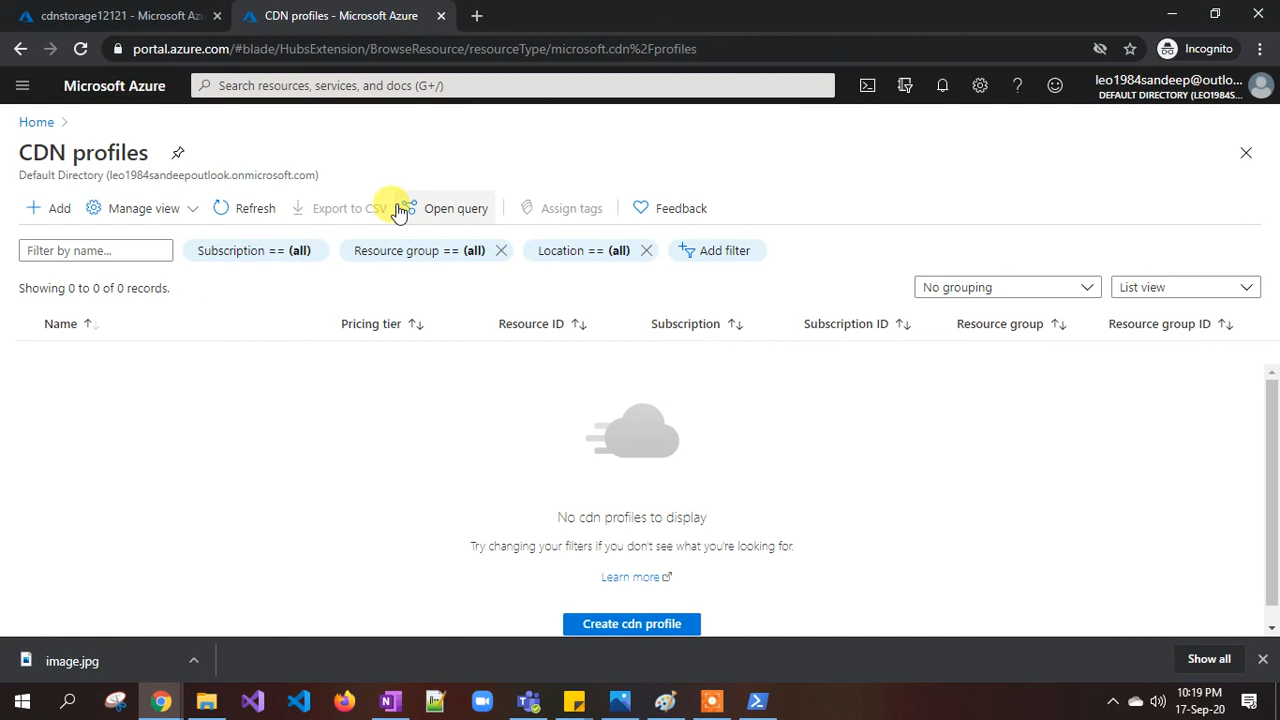 cdnstorage12121 - Microsoft Az
CDN profiles - Microsoft Azure
portal.azure.com/#blade/HubsExtension/BrowseResource/resourceType/microsoft.cdn%2Fprofiles
Incognito
Microsoft Azure
Search resources, services, and docs (G+/)
leo1984sandeep@outlo...
DEFAULT DIRECTORY (LEO1984S...
Home
CDN profiles
Default Directory (leo1984sandeepoutlook.onmicrosoft.com)
Add
Manage view
Refresh
Export to CSV
Open query
Assign tags
Feedback
Filter by name...
Subscription == (all)
Resource group == (all)
Location == (all)
Add filter
Showing 0 to 0 of 0 records.
No grouping
List view
Name
Pricing tier
Resource ID
Subscription
Subscription ID
Resource group
Resource group ID
No cdn profiles to display
Try changing your filters if you don't see what you're looking for.
Learn more
Create cdn profile
image.jpg
Show all
10:19 PM
17-Sep-20